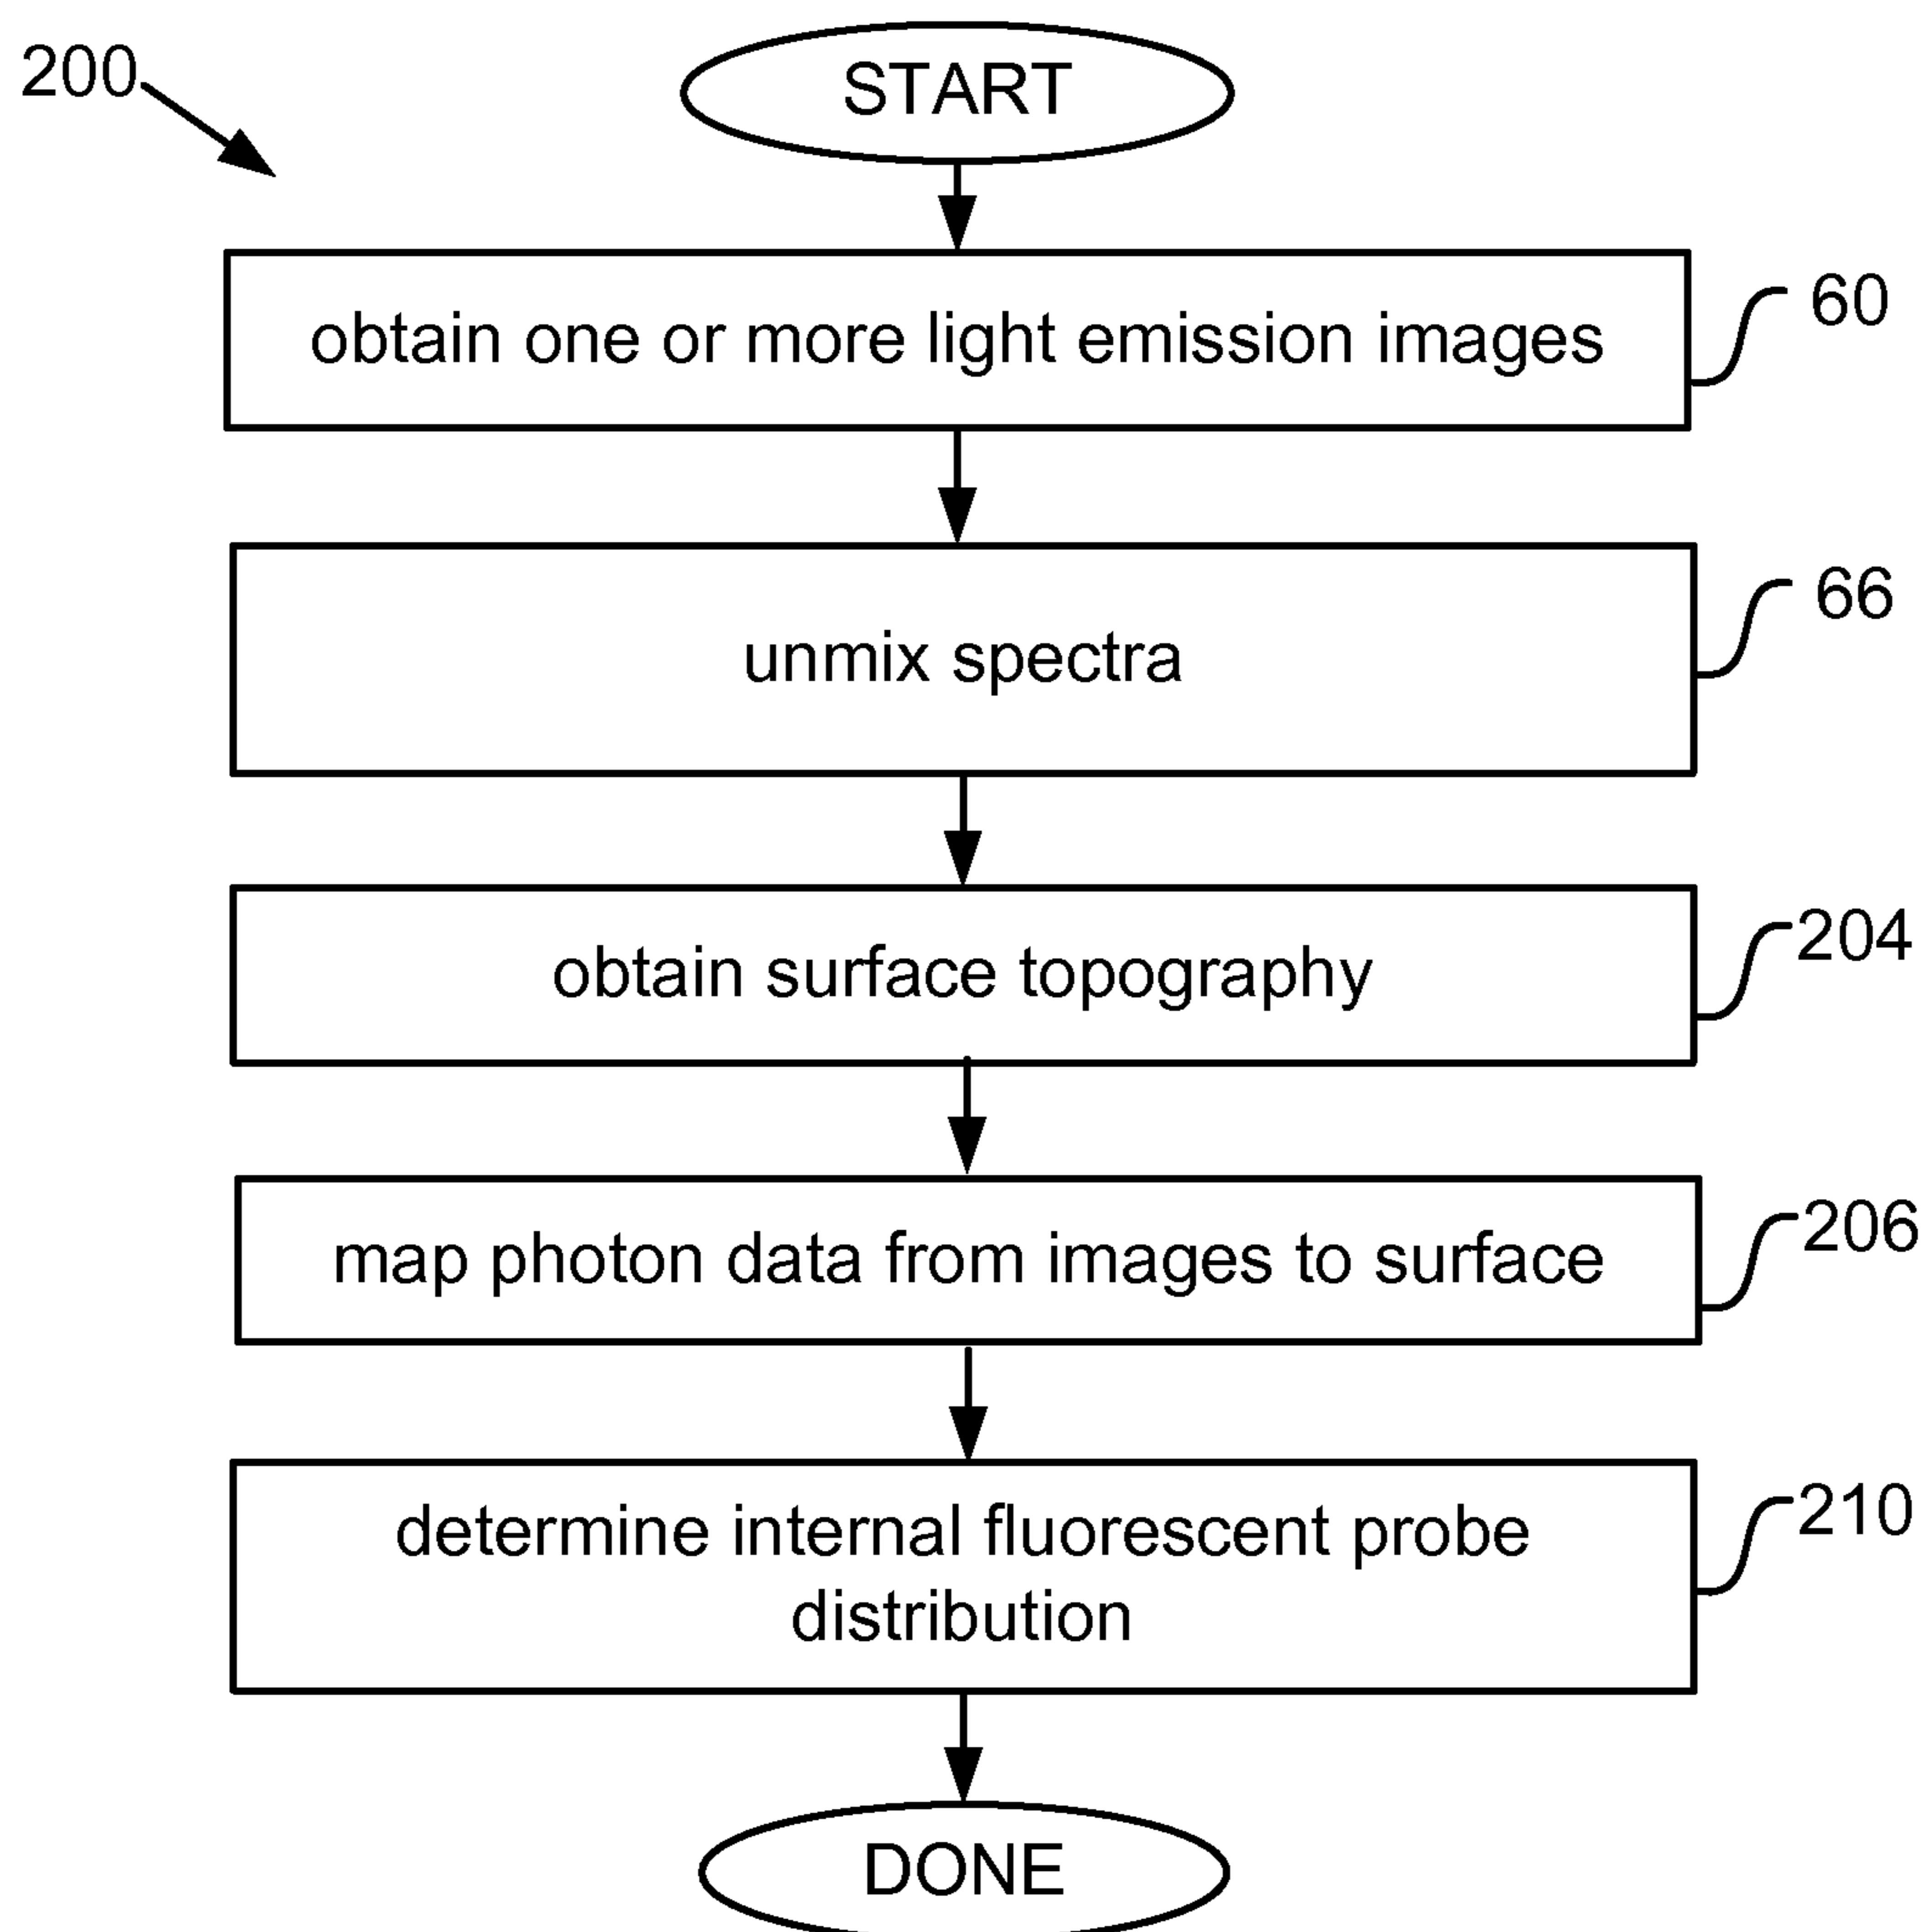 200
START
obtain one or more light emission images
60
unmix spectra
66
obtain surface topography
204
map photon data from images to surface
206
determine internal fluorescent probe
distribution
210
DONE